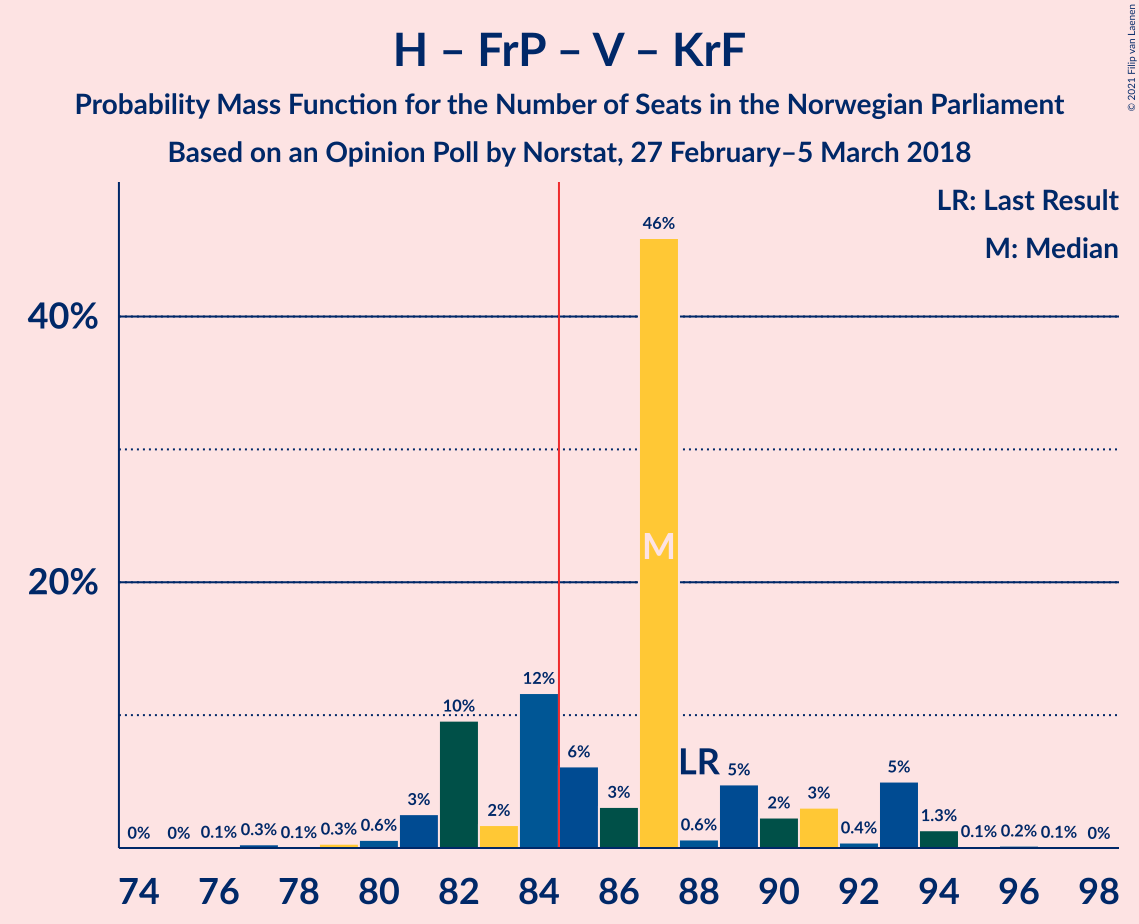 H – FrP – V – KrF
Probability Mass Function for the Number of Seats in the Norwegian Parliament
Based on an Opinion Poll by Norstat, 27 February–5 March 2018
© 2021 Filip van Laenen
LR: Last Result
M: Median
40%
20%
0% 0% 0.1% 0.3% 0.1% 0.3% 0.6% 3% 10% 2% 12% 6% 3% 46% 0.6% 5% 2% 3% 0.4% 5% 1.3% 0.1% 0.2% 0.1% 0%
M
LR
74 76 78 80 82 84 86 88 90 92 94 96 98